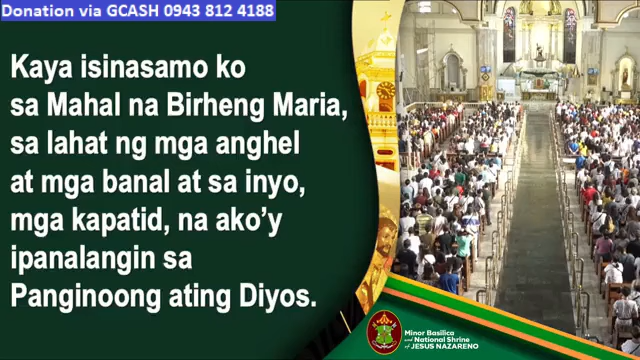 Donation via GCASH 0943 812 4188
Kaya isinasamo ko
sa Mahal na Birheng Maria,
sa lahat ng mga anghel
at mga banal at sa inyo,
mga kapatid, na ako’y
ipanalangin sa
Panginoong ating Diyos.
Minor Basilica
and National Shrine
of JESUS NAZARENO